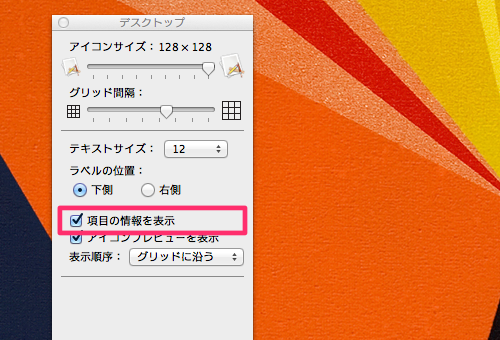 デスクトップ
アイコンサイズ：128×128
グリッド間隔：
テキストサイズ： 12
ラベルの位置：
下側 右側
項目の情報を表示
アイコンプレビューを表示
表示順序： グリッドに沿う